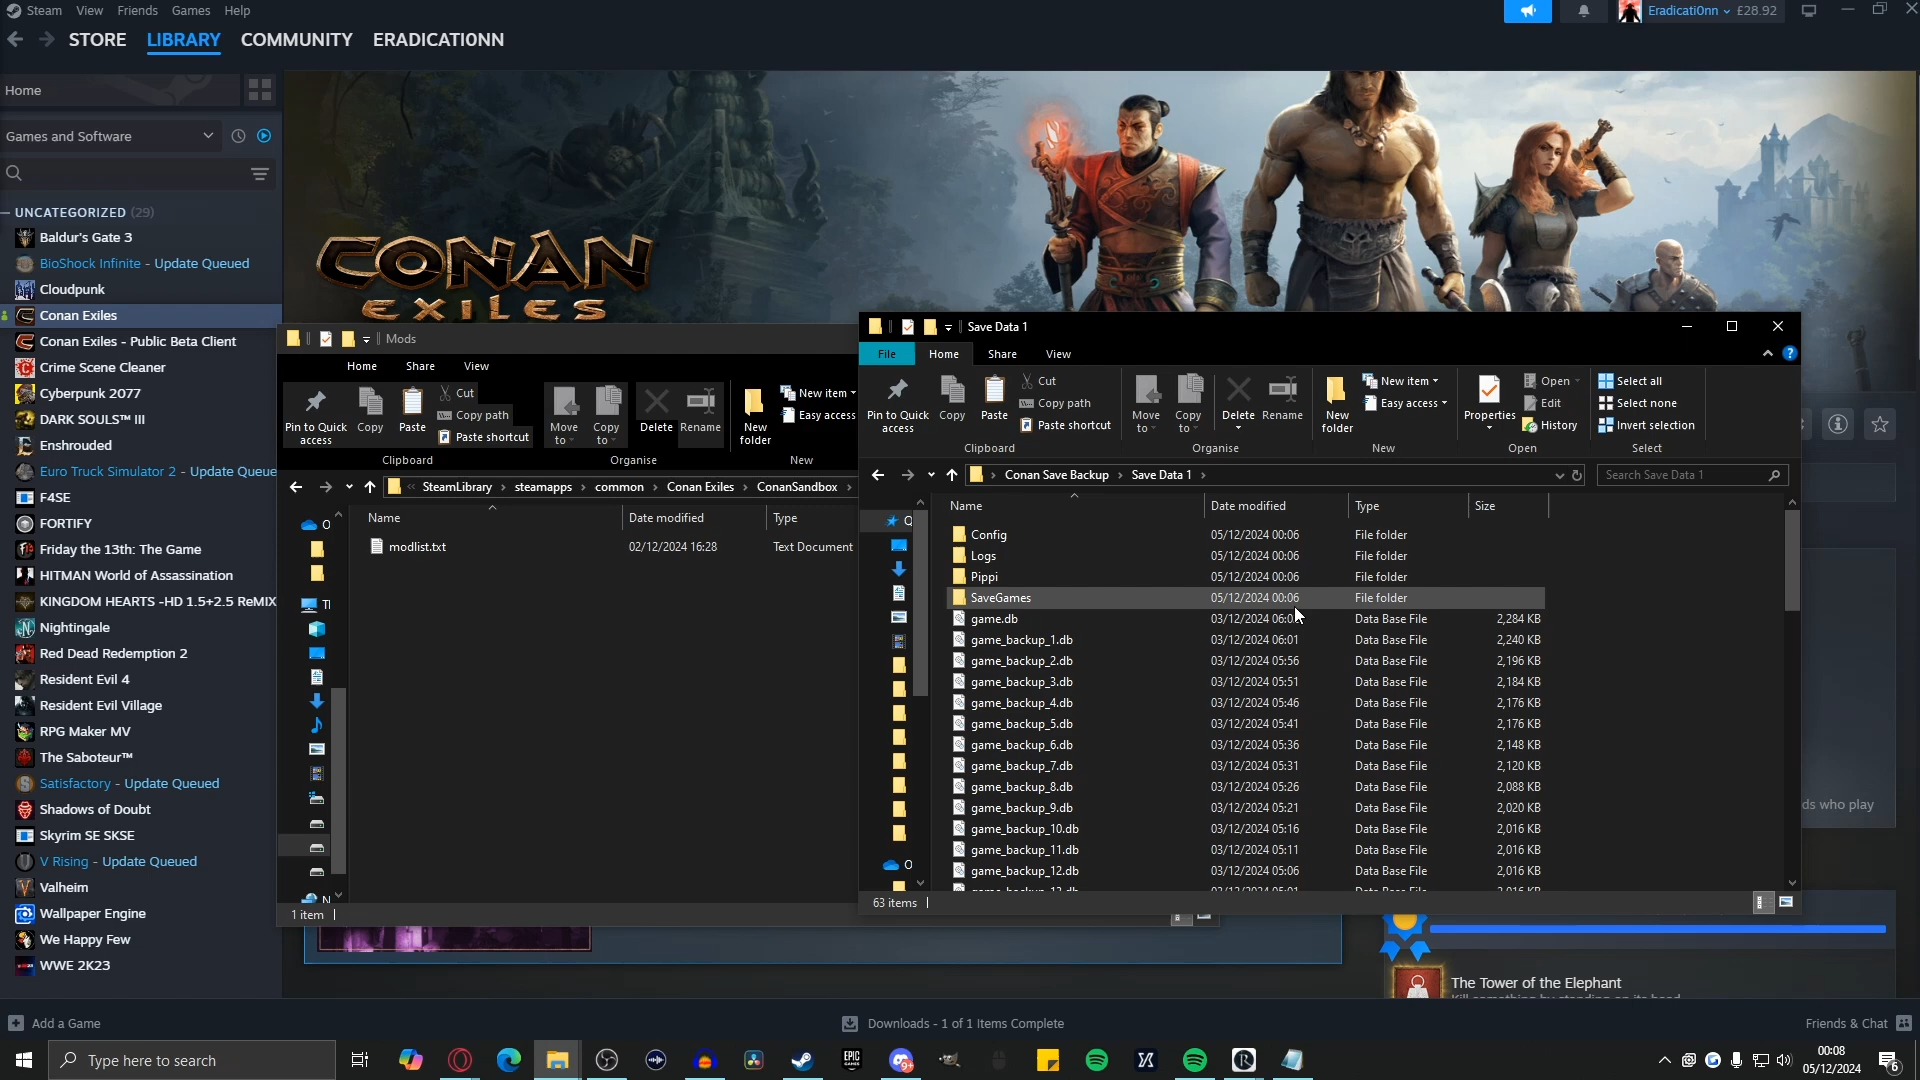 Steam View Friends Games Help
EradicatiOnn £28.92
STORE LIBRARY COMMUNITY ERADICATIONN
Home
Games and Software
UNCATEGORIZED (29)
Baldur's Gate 3
BioShock Infinite - Update Queued
Cloudpunk
Conan Exiles
Conan Exiles - Public Beta Client
Crime Scene Cleaner
Cyberpunk 2077
DARK SOULS™ III
Enshrouded
Euro Truck Simulator 2 - Update Queue
F4SE
FORTIFY
Friday the 13th: The Game
HITMAN World of Assassination
KINGDOM HEARTS -HD 1.5+2.5 ReMIX
Nightingale
Red Dead Redemption 2
Resident Evil 4
Resident Evil Village
RPG Maker MV
The Saboteur™
Satisfactory - Update Queued
Shadows of Doubt
Skyrim SE SKSE
V Rising - Update Queued
Valheim
Wallpaper Engine
We Happy Few
WWE 2K23
CONAN
EXILES
Mods
Home Share View
Pin to Quick access
Copy
Paste
Cut
Copy path
Paste shortcut
Move to
Copy to
Delete
Rename
New folder
New item
Easy access
Clipboard Organise New
SteamLibrary steamapps common Conan Exiles ConanSandbox
Name Date modified Type
modlist.txt 02/12/2024 16:28 Text Document
1 item
Save Data 1
File Home Share View
Pin to Quick access
Copy
Paste
Cut
Copy path
Paste shortcut
Move to
Copy to
Delete
Rename
New folder
New item
Easy access
Properties
Open
Edit
History
Select all
Select none
Invert selection
Clipboard Organise New Open Select
Conan Save Backup Save Data 1
Search Save Data 1
Name Date modified Type Size
Config 05/12/2024 00:06 File folder
Logs 05/12/2024 00:06 File folder
Pippi 05/12/2024 00:06 File folder
SaveGames 05/12/2024 00:06 File folder
game.db 03/12/2024 Data Base File 2,284 KB
game_backup_1.db 03/12/2024 06:01 Data Base File 2,240 KB
game_backup_2.db 03/12/2024 05:56 Data Base File 2,196 KB
game_backup_3.db 03/12/2024 05:51 Data Base File 2,184 KB
game_backup_4.db 03/12/2024 05:46 Data Base File 2,176 KB
game_backup_5.db 03/12/2024 05:41 Data Base File 2,176 KB
game_backup_6.db 03/12/2024 05:36 Data Base File 2,148 KB
game_backup_7.db 03/12/2024 05:31 Data Base File 2,120 KB
game_backup_8.db 03/12/2024 05:26 Data Base File 2,088 KB
game_backup_9.db 03/12/2024 05:21 Data Base File 2,020 KB
game_backup_10.db 03/12/2024 05:16 Data Base File 2,016 KB
game_backup_11.db 03/12/2024 05:11 Data Base File 2,016 KB
game_backup_12.db 03/12/2024 05:06 Data Base File 2,016 KB
63 items
ds who play
The Tower of the Elephant
Add a Game
Downloads - 1 of 1 Items Complete
Friends & Chat
Type here to search
EPIC GAMES
9+
00:08
05/12/2024
6